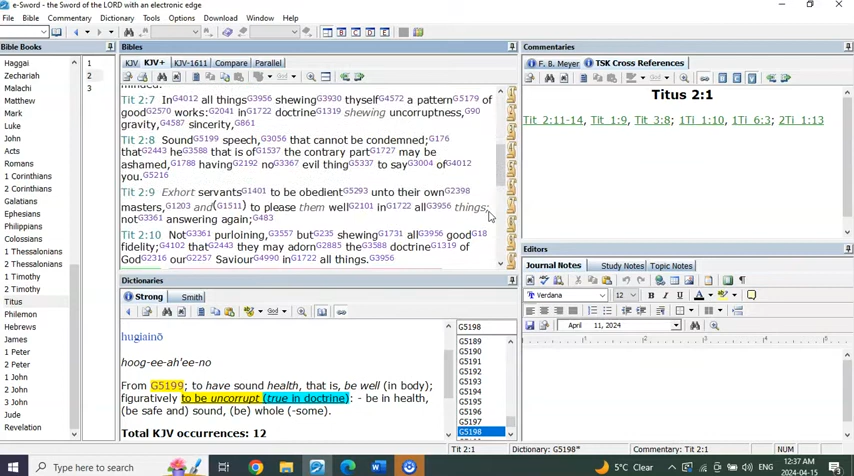 e-Sword - the Sword of the LORD with an electronic edge
File Bible Commentary Dictionary Tools Options Download Window Help
B C D E
Bible Books
Haggai
Zechariah
Malachi
Matthew
Mark
Luke
John
Acts
Romans
1 Corinthians
2 Corinthians
Galatians
Ephesians
Philippians
Colossians
1 Thessalonians
2 Thessalonians
1 Timothy
2 Timothy
Titus
Philemon
Hebrews
James
1 Peter
2 Peter
1 John
2 John
3 John
Jude
Revelation
1
2
3
Bibles
KJV KJV+ KJV-1611 Compare Parallel
minded.
Tit 2:7 In G4012 all things G3956 shewing G3930 thyself G4572 a pattern G5179 of
good G2570 works: G2041 in G1722 doctrine G1319 shewing uncorruptness, G90
gravity, G4587 sincerity, G861
Tit 2:8 Sound G5199 speech, G3056 that cannot be condemned; G176
that G2443 he G3588 that is of G1537 the contrary part G1727 may be
ashamed, G1788 having G2192 no G3367 evil thing G5337 to say G3004 of G4012
you. G5216
Tit 2:9 Exhort servants G1401 to be obedient G5293 unto their own G2398
masters, G1203 and (G1511) to please them well G2101 in G1722 all G3956 things;
not G3361 answering again; G483
Tit 2:10 Not G3361 purloining, G3557 but G235 shewing G1731 all G3956 good G18
fidelity; G4102 that G2443 they may adorn G2885 the G3588 doctrine G1319 of
God G2316 our G2257 Saviour G4990 in G1722 all things. G3956
Dictionaries
Strong Smith
hugiainō
hoog-ee-ah'ee-no
From G5199; to have sound health, that is, be well (in body);
figuratively to be uncorrupt (true in doctrine): - be in health,
(be safe and) sound, (be) whole (-some).
Total KJV occurrences: 12
G5198
G5189
G5190
G5191
G5192
G5193
G5194
G5195
G5196
G5197
G5198
Commentaries
F. B. Meyer TSK Cross References
Titus 2:1
Tit 2:11-14, Tit 1:9, Tit 3:8; 1Ti 1:10, 1Ti 6:3; 2Ti 1:13
Editors
Journal Notes Study Notes Topic Notes
Verdana 12 B I U A
April 11, 2024
Tit 2:1 Dictionary: G5198* Commentary: Tit 2:1 NUM
Type here to search
5°C Clear ENG 12:37 AM
2024-04-15